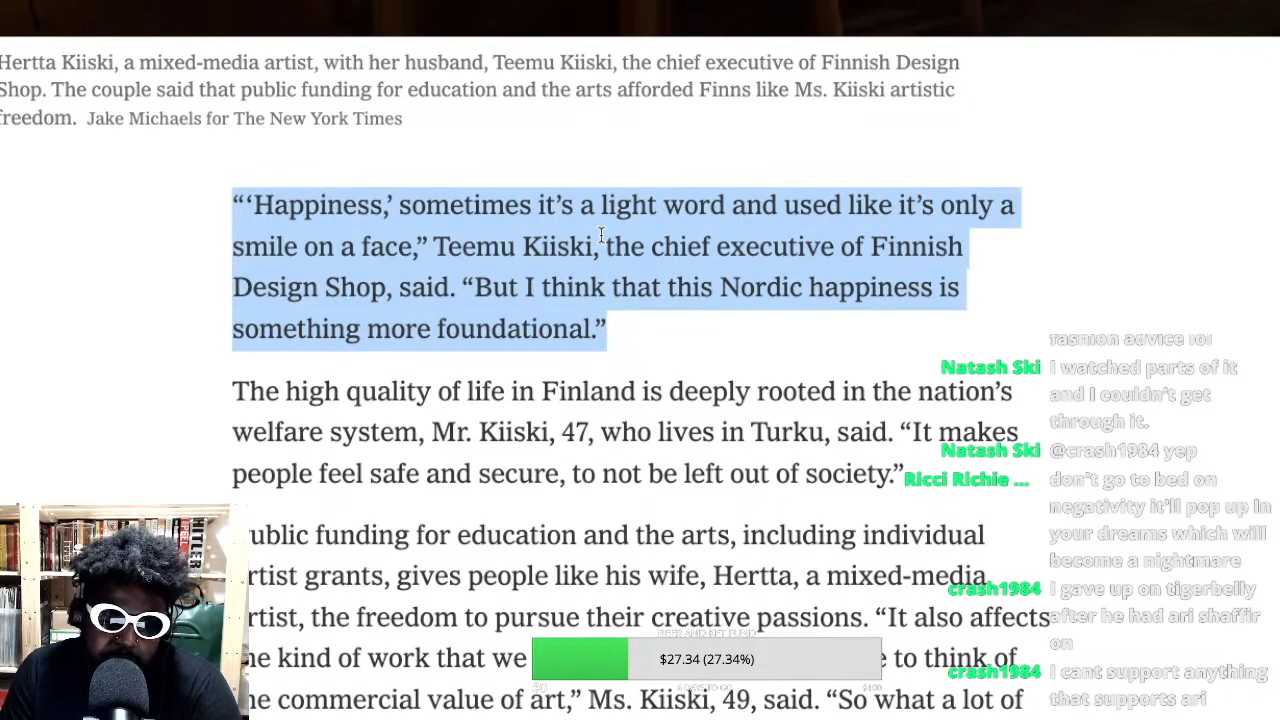 Hertta Kiiski, a mixed-media artist, with her husband, Teemu Kiiski, the chief executive of Finnish Design
Shop. The couple said that public funding for education and the arts afforded Finns like Ms. Kiiski artistic
freedom. Jake Michaels for The New York Times
“‘Happiness,’ sometimes it’s a light word and used like it’s only a
smile on a face,” Teemu Kiiski, the chief executive of Finnish
Design Shop, said. “But I think that this Nordic happiness is
something more foundational.”
The high quality of life in Finland is deeply rooted in the nation’s
welfare system, Mr. Kiiski, 47, who lives in Turku, said. “It makes
people feel safe and secure, to not be left out of society.”
ublic funding for education and the arts, including individual
rtist grants, gives people like his wife, Hertta, a mixed-media
rtist, the freedom to pursue their creative passions. “It also affects
he kind of work that we
e to think of
he commercial value of art,” Ms. Kiiski, 49, said. “So what a lot of
fashion advice lol
Natash Ski I watched parts of it
and I couldn't get
through it.
Natash Ski @crash1984 yep
Ricci Richie ... don't go to bed on
negativity it'll pop up In
your dreams which will
become a nightmare
crash1984 I gave up on tigerbelly
after he had ari shaffir
on
crash1984 I cant support anything
that supports ari
$27.34 (27.34%)
$0
4 DAYS TO GO
$100
HITLER